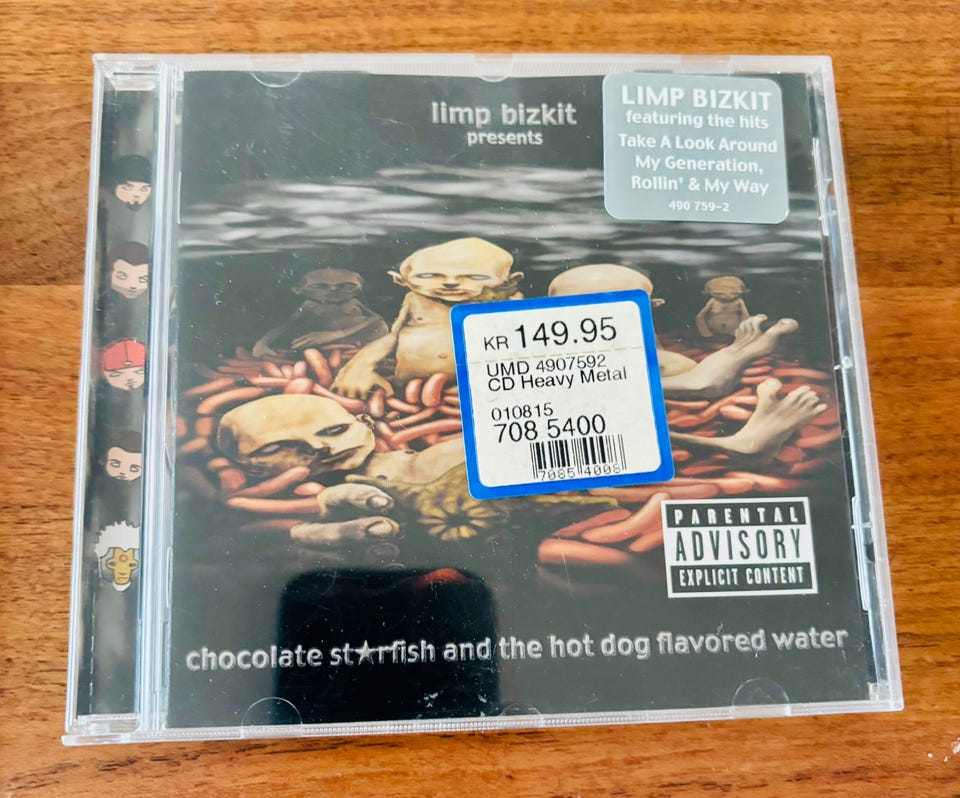 limp bizkit
presents
LIMP BIZKIT
featuring the hits
Take A Look Around
My Generation,
Rollin' & My Way
490 759-2
KR 149.95
UMD 4907592
CD Heavy Metal
010815
708 5400
7085 4008
PARENTAL
ADVISORY
EXPLICIT CONTENT
chocolate st★rfish and the hot dog flavored water